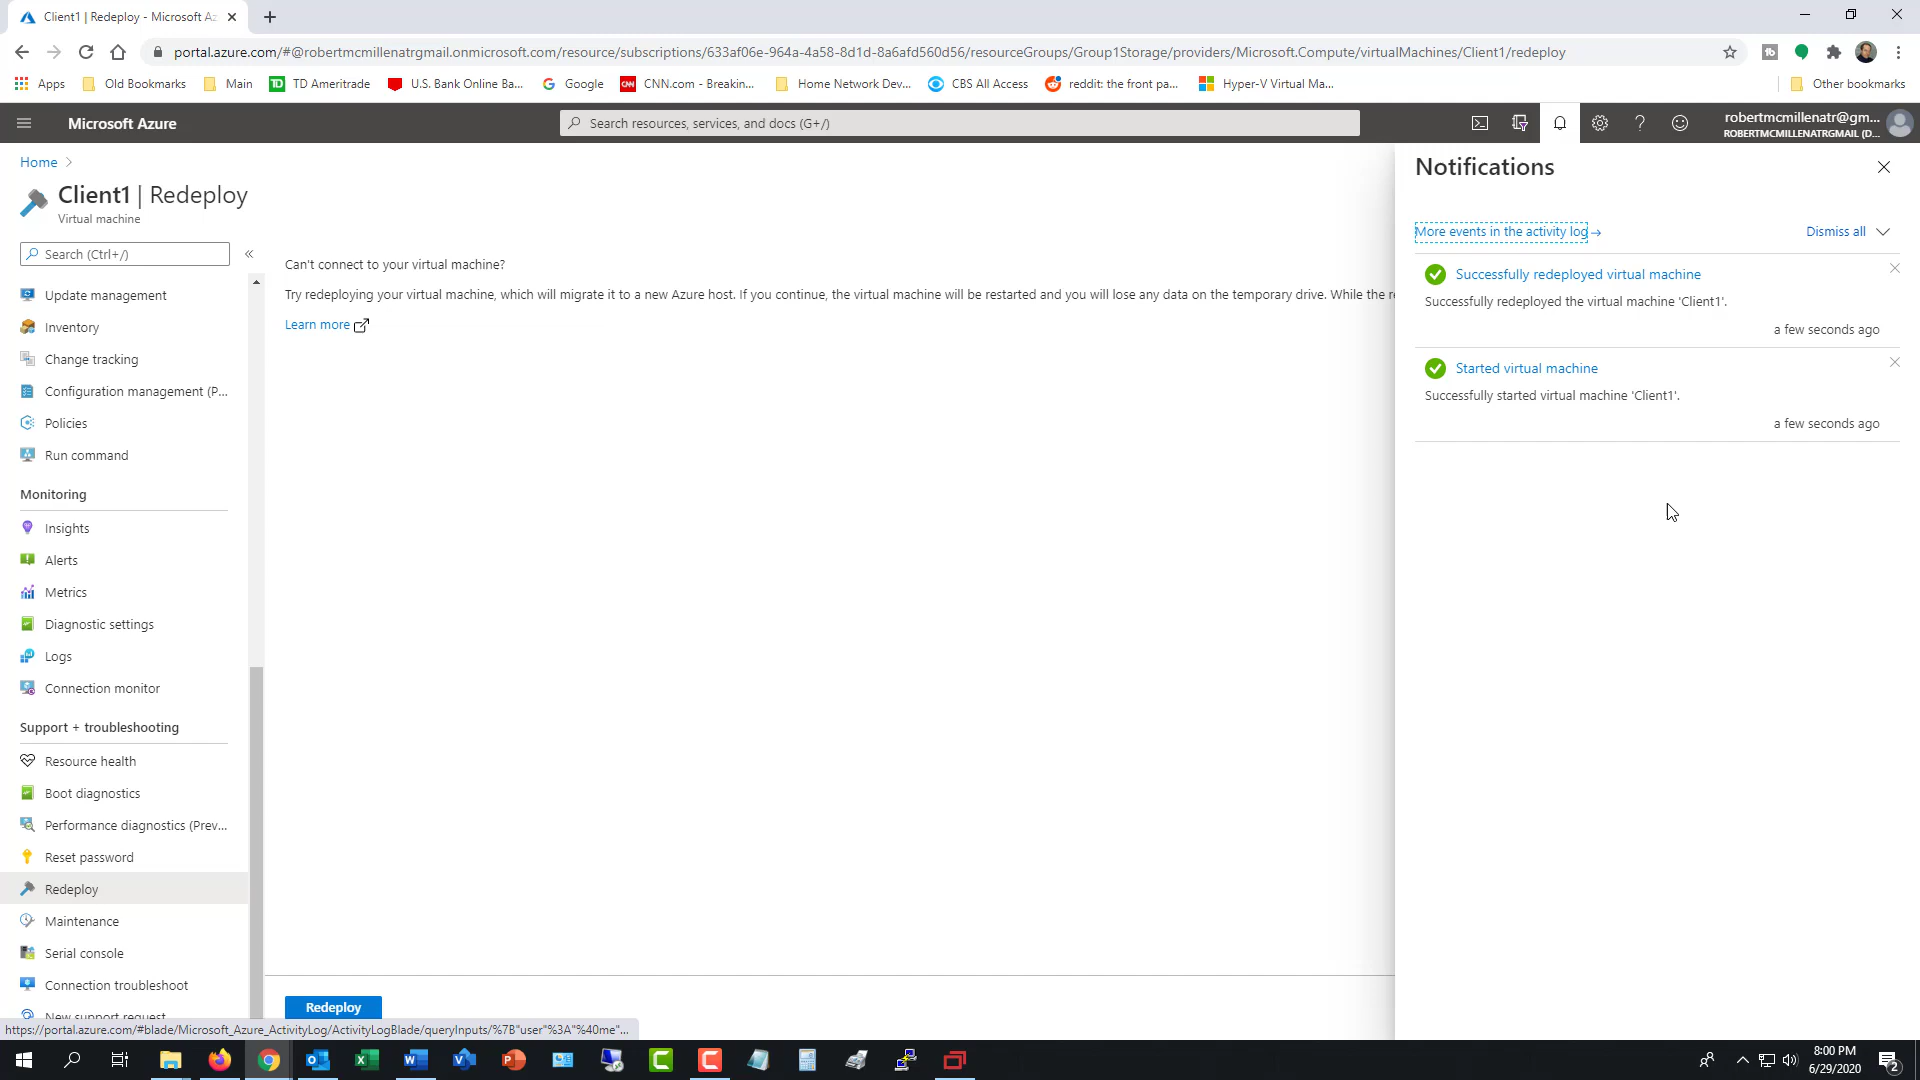 Client1 | Redeploy - Microsoft Az
portal.azure.com/#@robertmcmillenatrgmail.onmicrosoft.com/resource/subscriptions/633af06e-964a-4a58-8d1d-8a6afd560d56/resourceGroups/Group1Storage/providers/Microsoft.Compute/virtualMachines/Client1/redeploy
Apps Old Bookmarks Main TD Ameritrade U.S. Bank Online Ba... Google CNN.com - Breakin... Home Network Dev... CBS All Access reddit: the front pa... Hyper-V Virtual Ma... Other bookmarks
Microsoft Azure
Search resources, services, and docs (G+/)
robertmcmillenatr@gm...
ROBERTMCMILLENATRGMAIL (D...
Home
Client1 | Redeploy
Virtual machine
Search (Ctrl+/)
Update management
Inventory
Change tracking
Configuration management (P...
Policies
Run command
Monitoring
Insights
Alerts
Metrics
Diagnostic settings
Logs
Connection monitor
Support + troubleshooting
Resource health
Boot diagnostics
Performance diagnostics (Prev...
Reset password
Redeploy
Maintenance
Serial console
Connection troubleshoot
New support request
Can't connect to your virtual machine?
Try redeploying your virtual machine, which will migrate it to a new Azure host. If you continue, the virtual machine will be restarted and you will lose any data on the temporary drive. While the re
Learn more
Redeploy
Notifications
More events in the activity log →
Dismiss all
Successfully redeployed virtual machine
Successfully redeployed the virtual machine 'Client1'.
a few seconds ago
Started virtual machine
Successfully started virtual machine 'Client1'.
a few seconds ago
https://portal.azure.com/#blade/Microsoft_Azure_ActivityLog/ActivityLogBlade/queryInputs/%7B"user"%3A"%40me"...
8:00 PM
6/29/2020
2